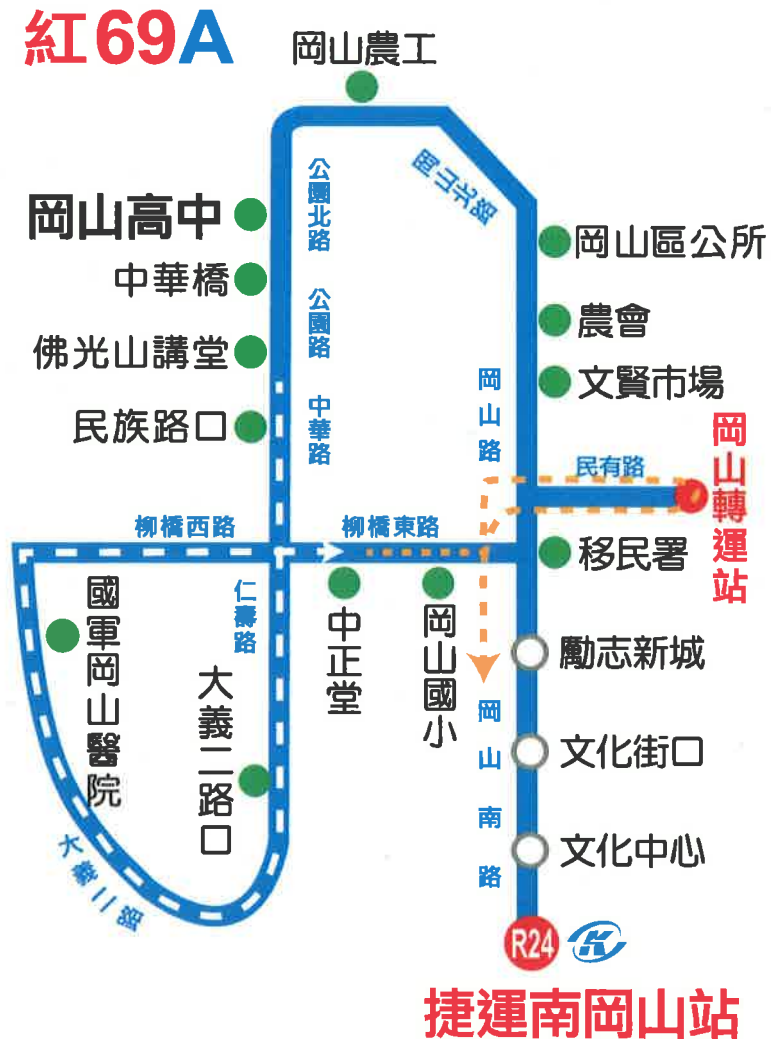 紅69A
岡山農工
公園北路
岡山北路
岡山高中
岡山區公所
中華橋
公園路
農會
佛光山講堂
岡山路
文賢市場
中華路
民族路口
民有路
岡山轉運站
柳橋西路
柳橋東路
移民署
國軍岡山醫院
仁壽路
中正堂
岡山國小
勵志新城
大義二路口
岡山南路
文化街口
大義二路
文化中心
R24
K
捷運南岡山站